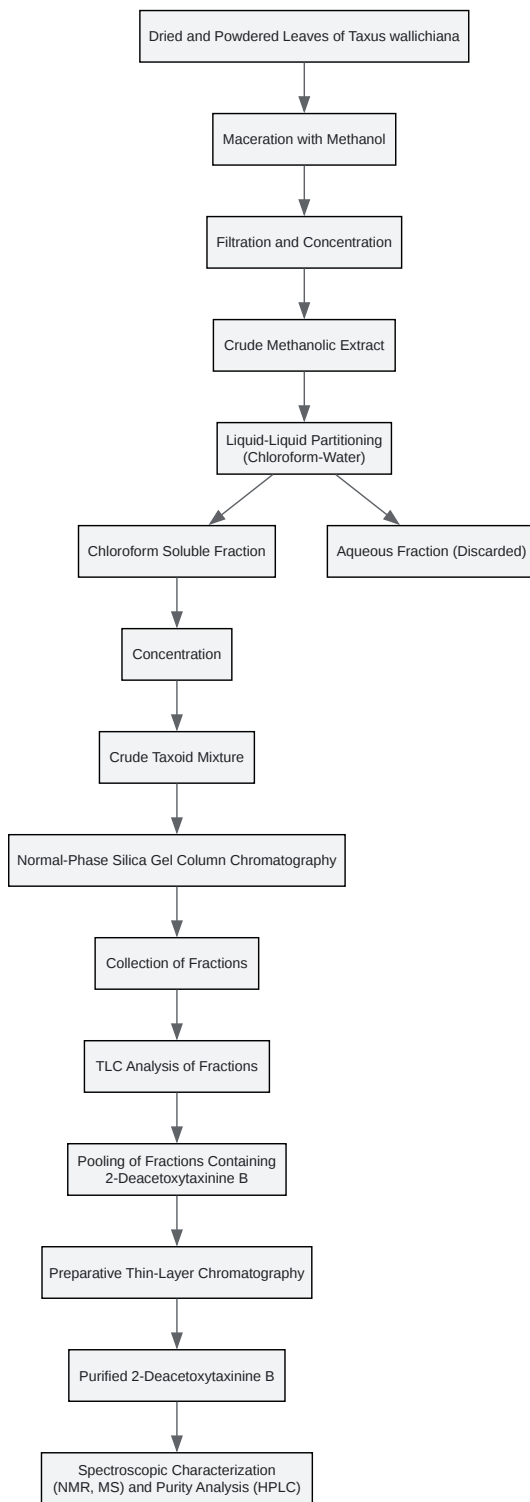 Dried and Powdered Leaves of Taxus wallichiana
Maceration with Methanol
Filtration and Concentration
Crude Methanolic Extract
Liquid-Liquid Partitioning
(Chloroform-Water)
Chloroform Soluble Fraction
Aqueous Fraction (Discarded)
Concentration
Crude Taxoid Mixture
Normal-Phase Silica Gel Column Chromatography
Collection of Fractions
TLC Analysis of Fractions
Pooling of Fractions Containing
2-Deacetoxytaxinine B
Preparative Thin-Layer Chromatography
Purified 2-Deacetoxytaxinine B
Spectroscopic Characterization
(NMR, MS) and Purity Analysis (HPLC)